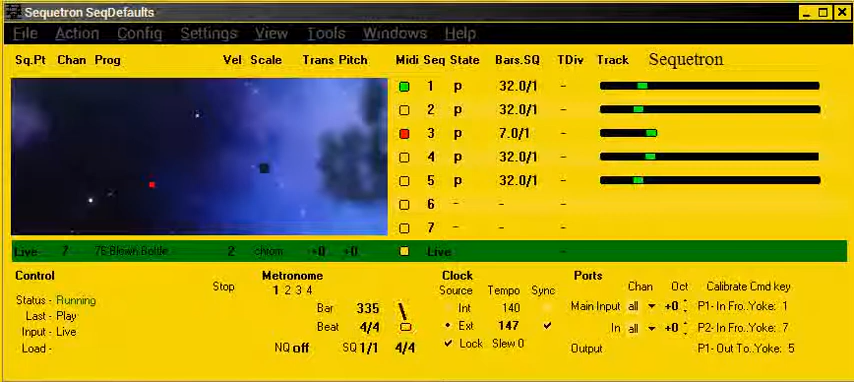 Sequetron SeqDefaults
File Action Config Settings View Tools Windows Help
Sq.Pt Chan Prog Vel Scale Trans Pitch Midi Seq State Bars.SQ TDiv Track Sequetron
1 p 32.0/1 -
2 p 32.0/1 -
3 p 7.0/1 -
4 p 32.0/1 -
5 p 32.0/1 -
6 - - -
7 - - -
Live 7 76 Blown Bottle 2 chrom +0 +0 Live -
Control Metronome Clock Ports
Stop 1 2 3 4 Source Tempo Sync Chan Oct Calibrate Cmd key
Status - Running Bar 335 \ Int 140 Main Input all +0 P1- In Fro..Yoke: 1
Last - Play
Input - Live Beat 4/4 Ext 147 In all +0 P2- In Fro..Yoke: 7
Load - NQ off SQ 1/1 4/4 Lock Slew 0 Output P1- Out To..Yoke: 5